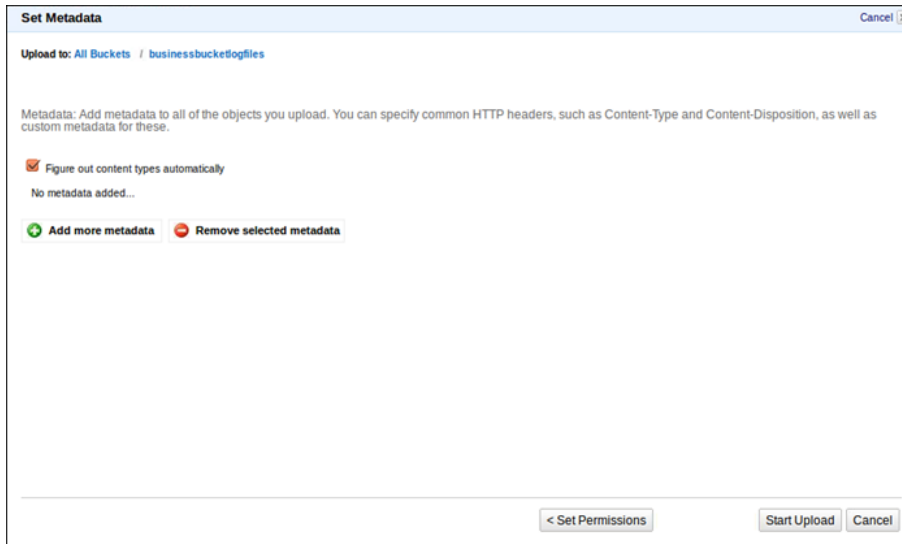 Set Metadata
Cancel
Upload to: All Buckets / businessbucketlogfiles
Metadata: Add metadata to all of the objects you upload. You can specify common HTTP headers, such as Content-Type and Content-Disposition, as well as
custom metadata for these.
Figure out content types automatically
No metadata added...
Add more metadata
Remove selected metadata
< Set Permissions
Start Upload
Cancel